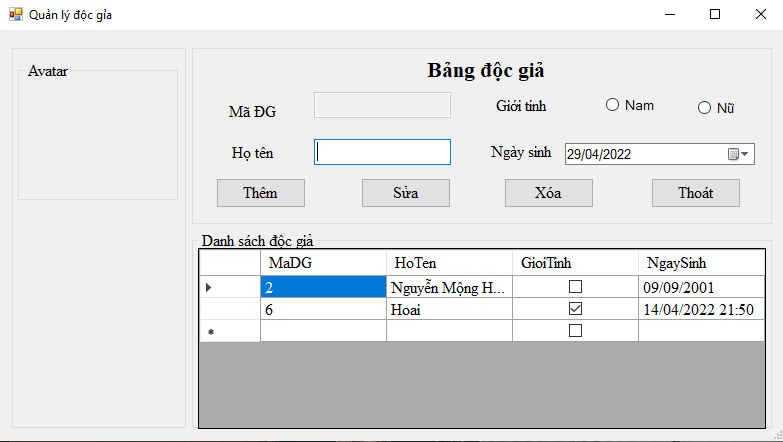 Quản lý độc giả
Avatar
Bảng độc giả
Mã ĐG
Giới tính
Nam
Nữ
Họ tên
Ngày sinh
29/04/2022
Thêm
Sửa
Xóa
Thoát
Danh sách độc giả
MaDG HoTen GioiTinh NgaySinh
2 Nguyễn Mộng H... 09/09/2001
6 Hoai 14/04/2022 21:50